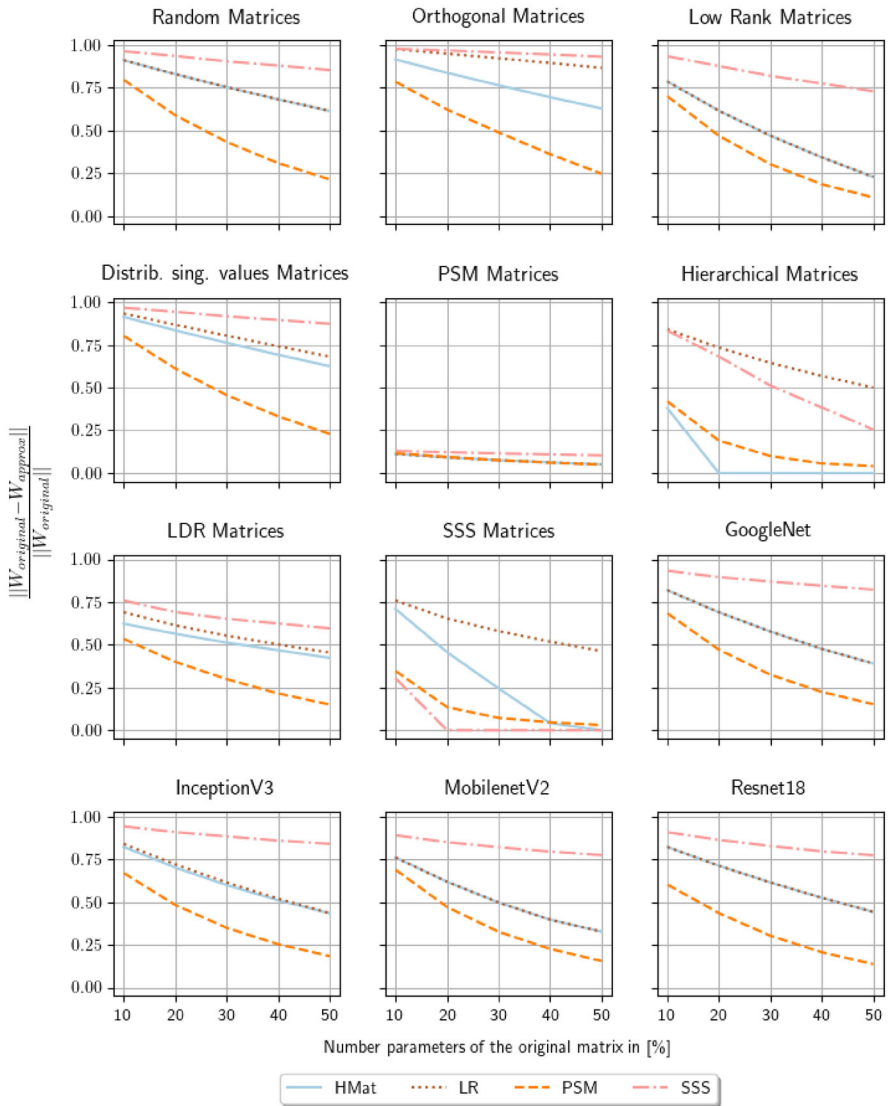 Random Matrices Orthogonal Matrices Low Rank Matrices
1.00
0.75
0.50
0.25
0.00
Distrib. sing. values Matrices PSM Matrices Hierarchical Matrices
1.00
0.75
0.50
0.25
0.00
||W_original − W_approx||
||W_original||
LDR Matrices SSS Matrices GoogleNet
1.00
0.75
0.50
0.25
0.00
InceptionV3 MobilenetV2 Resnet18
1.00
0.75
0.50
0.25
0.00
10 20 30 40 50 10 20 30 40 50 10 20 30 40 50
Number parameters of the original matrix in [%]
HMat LR PSM SSS